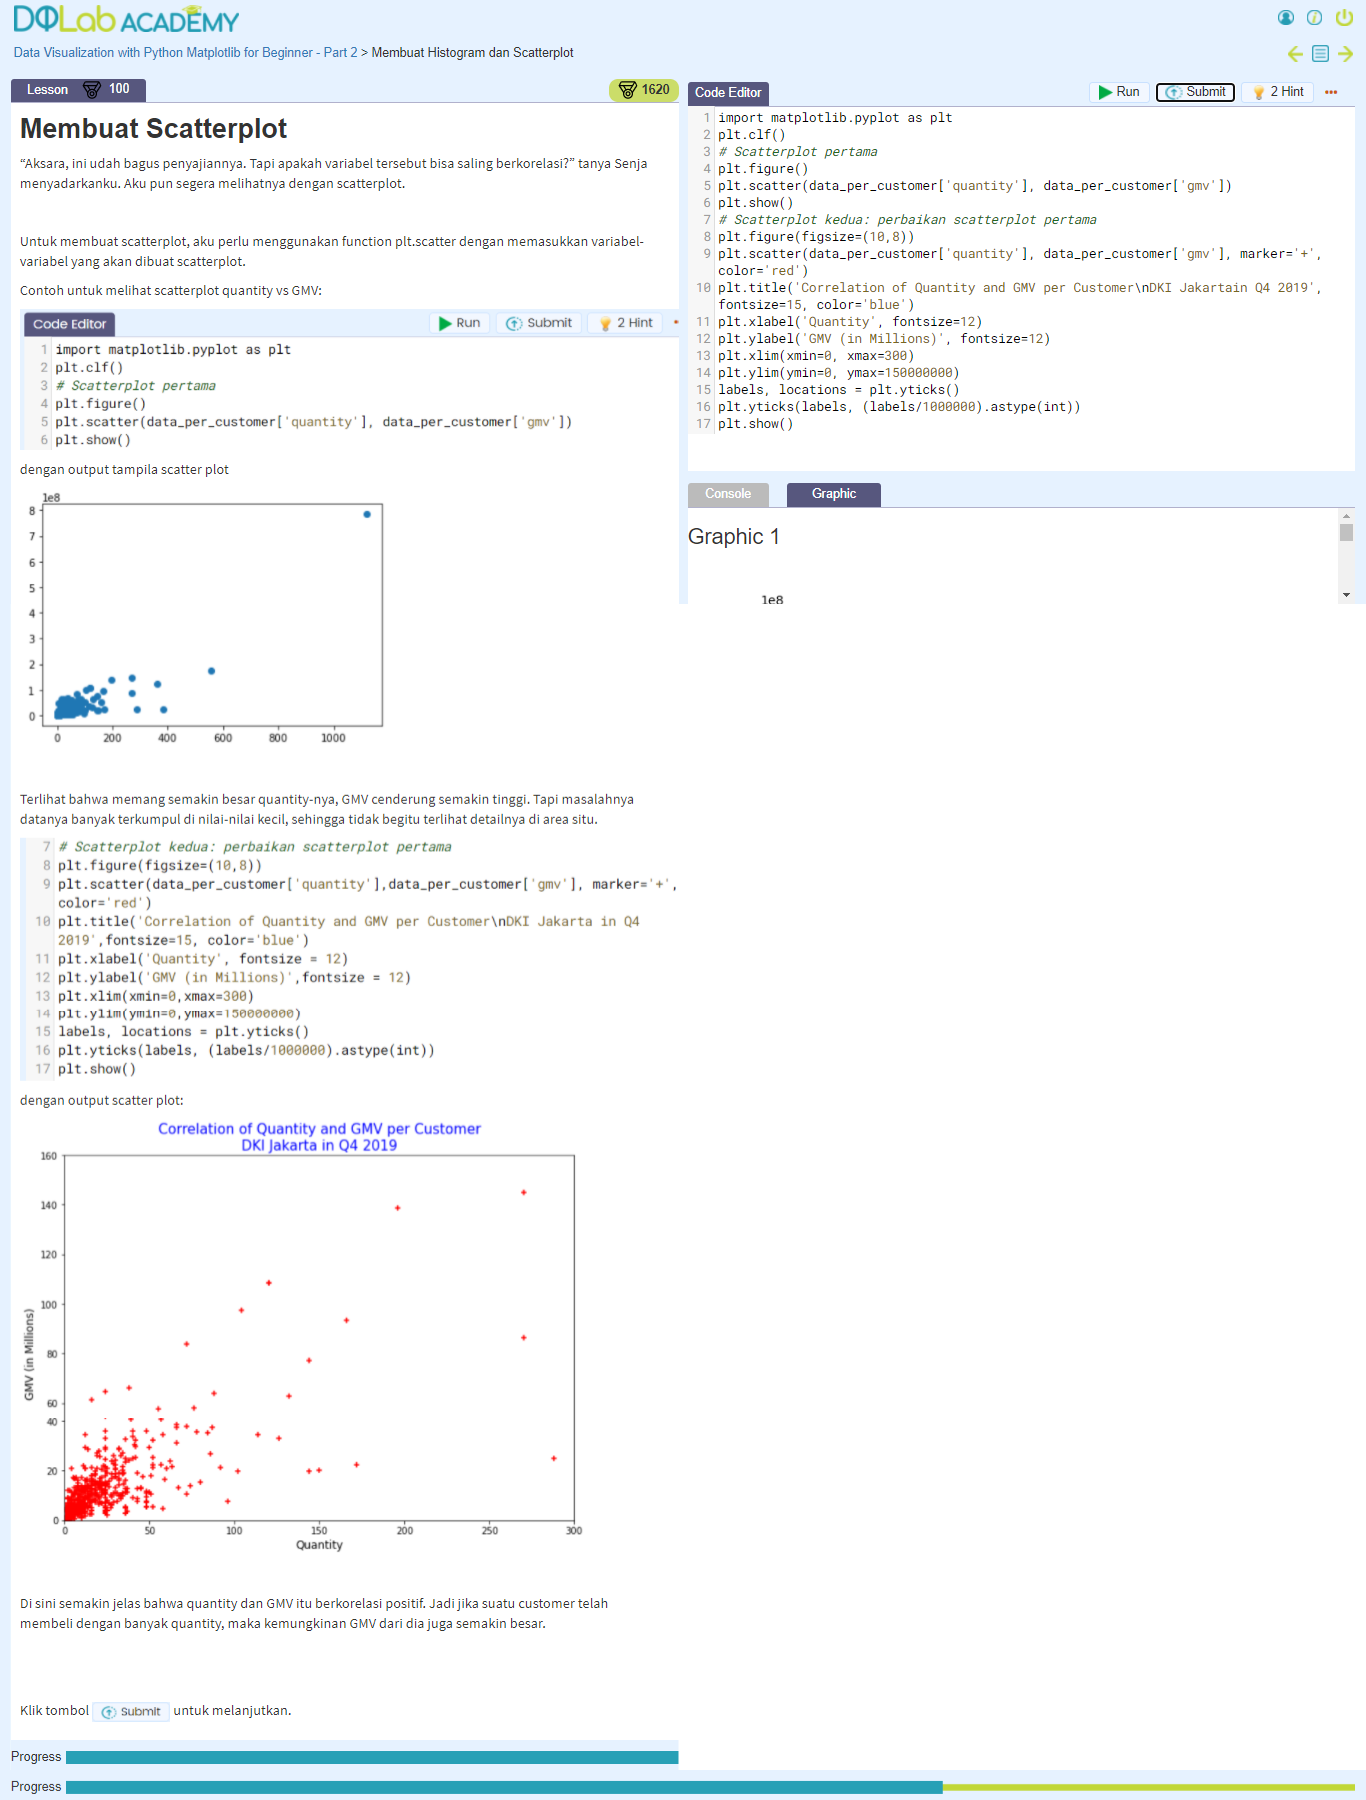 DQLab ACADEMY
Data Visualization with Python Matplotlib for Beginner - Part 2 > Membuat Histogram dan Scatterplot
Lesson 100
1620
Membuat Scatterplot
“Aksara, ini udah bagus penyajiannya. Tapi apakah variabel tersebut bisa saling berkorelasi?” tanya Senja
menyadarkanku. Aku pun segera melihatnya dengan scatterplot.
Untuk membuat scatterplot, aku perlu menggunakan function plt.scatter dengan memasukkan variabel-
variabel yang akan dibuat scatterplot.
Contoh untuk melihat scatterplot quantity vs GMV:
Code Editor Run Submit 2 Hint
1 import matplotlib.pyplot as plt
2 plt.clf()
3 # Scatterplot pertama
4 plt.figure()
5 plt.scatter(data_per_customer['quantity'], data_per_customer['gmv'])
6 plt.show()
dengan output tampila scatter plot
1e8
8
7
6
5
4
3
2
1
0
0 200 400 600 800 1000
Terlihat bahwa memang semakin besar quantity-nya, GMV cenderung semakin tinggi. Tapi masalahnya
datanya banyak terkumpul di nilai-nilai kecil, sehingga tidak begitu terlihat detailnya di area situ.
7 # Scatterplot kedua: perbaikan scatterplot pertama
8 plt.figure(figsize=(10,8))
9 plt.scatter(data_per_customer['quantity'],data_per_customer['gmv'], marker='+',
color='red')
10 plt.title('Correlation of Quantity and GMV per Customer\nDKI Jakarta in Q4
2019',fontsize=15, color='blue')
11 plt.xlabel('Quantity', fontsize = 12)
12 plt.ylabel('GMV (in Millions)',fontsize = 12)
13 plt.xlim(xmin=0,xmax=300)
14 plt.ylim(ymin=0,ymax=150000000)
15 labels, locations = plt.yticks()
16 plt.yticks(labels, (labels/1000000).astype(int))
17 plt.show()
dengan output scatter plot:
Correlation of Quantity and GMV per Customer
DKI Jakarta in Q4 2019
160
140
120
100
80
60
40
20
0
GMV (in Millions)
0 50 100 150 200 250 300
Quantity
Di sini semakin jelas bahwa quantity dan GMV itu berkorelasi positif. Jadi jika suatu customer telah
membeli dengan banyak quantity, maka kemungkinan GMV dari dia juga semakin besar.
Klik tombol Submit untuk melanjutkan.
Progress
Progress
Code Editor Run Submit 2 Hint
1 import matplotlib.pyplot as plt
2 plt.clf()
3 # Scatterplot pertama
4 plt.figure()
5 plt.scatter(data_per_customer['quantity'], data_per_customer['gmv'])
6 plt.show()
7 # Scatterplot kedua: perbaikan scatterplot pertama
8 plt.figure(figsize=(10,8))
9 plt.scatter(data_per_customer['quantity'], data_per_customer['gmv'], marker='+',
color='red')
10 plt.title('Correlation of Quantity and GMV per Customer\nDKI Jakartain Q4 2019',
fontsize=15, color='blue')
11 plt.xlabel('Quantity', fontsize=12)
12 plt.ylabel('GMV (in Millions)', fontsize=12)
13 plt.xlim(xmin=0, xmax=300)
14 plt.ylim(ymin=0, ymax=150000000)
15 labels, locations = plt.yticks()
16 plt.yticks(labels, (labels/1000000).astype(int))
17 plt.show()
Console Graphic
Graphic 1
1e8